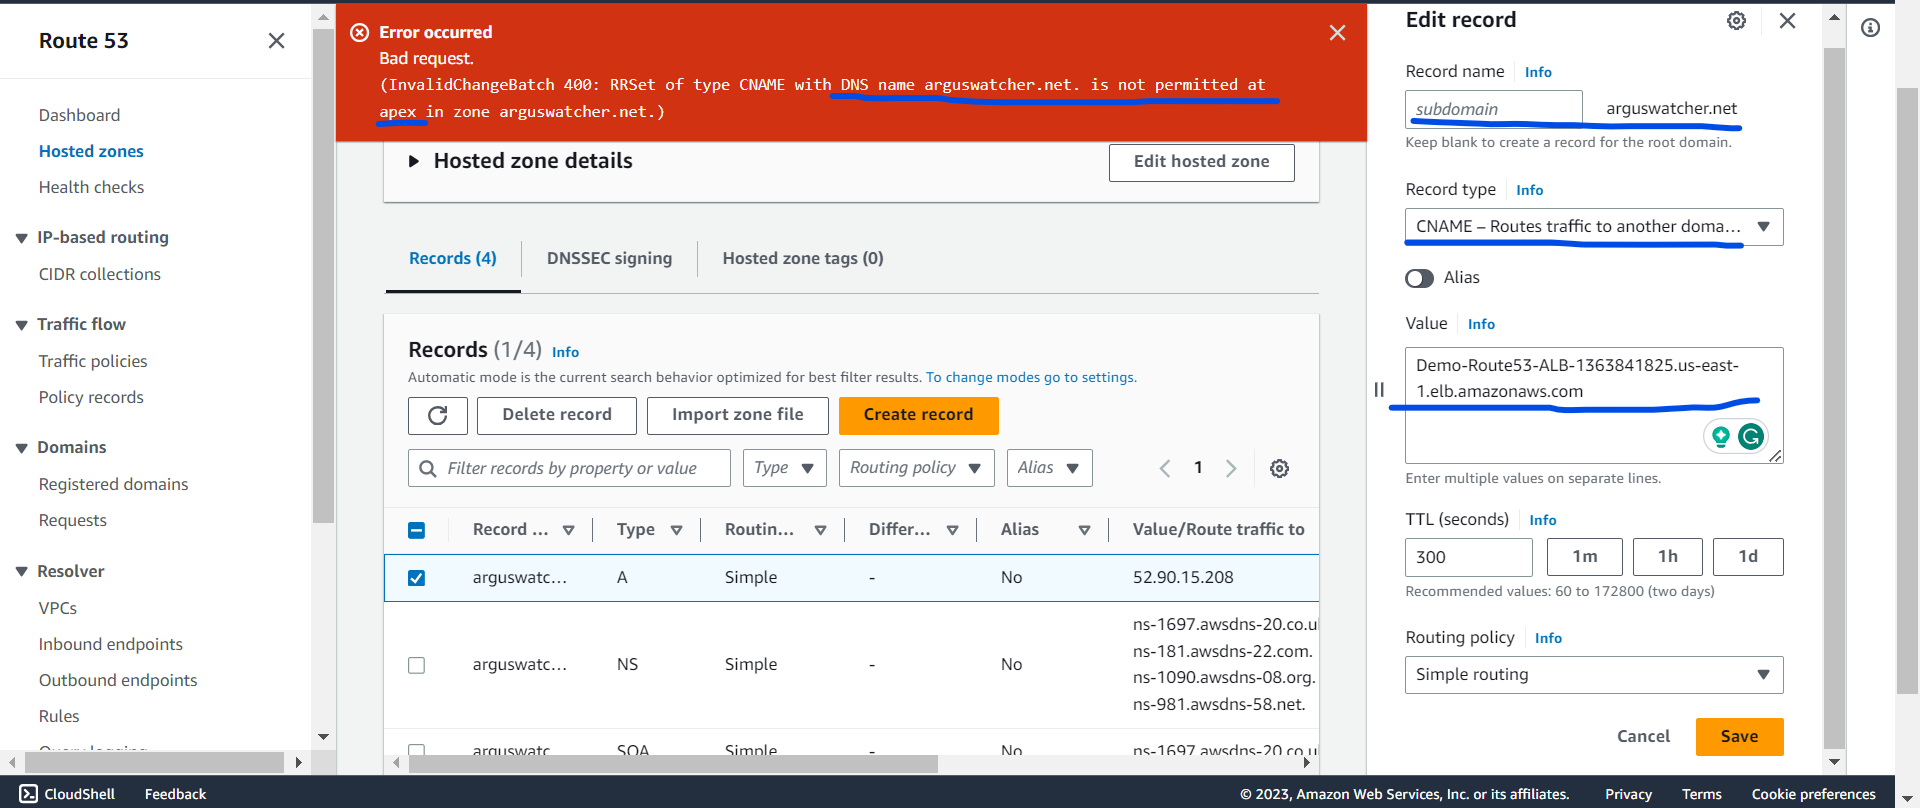 Route 53
Dashboard
Hosted zones
Health checks
IP-based routing
CIDR collections
Traffic flow
Traffic policies
Policy records
Domains
Registered domains
Requests
Resolver
VPCs
Inbound endpoints
Outbound endpoints
Rules
Query logging
Error occurred
Bad request.
(InvalidChangeBatch 400: RRSet of type CNAME with DNS name arguswatcher.net. is not permitted at
apex in zone arguswatcher.net.)
Hosted zone details
Edit hosted zone
Records (4)
DNSSEC signing
Hosted zone tags (0)
Records (1/4) Info
Automatic mode is the current search behavior optimized for best filter results. To change modes go to settings.
Delete record
Import zone file
Create record
Filter records by property or value
Type
Routing policy
Alias
1
Record ... Type Routin... Differ... Alias Value/Route traffic to
arguswatc... A Simple - No 52.90.15.208
arguswatc... NS Simple - No
ns-1697.awsdns-20.co.u
ns-181.awsdns-22.com.
ns-1090.awsdns-08.org.
ns-981.awsdns-58.net.
arguswatc SOA Simple - No ns-1697.awsdns-20.co.u
Edit record
Record name Info
subdomain arguswatcher.net
Keep blank to create a record for the root domain.
Record type Info
CNAME – Routes traffic to another doma...
Alias
Value Info
Demo-Route53-ALB-1363841825.us-east-
1.elb.amazonaws.com
Enter multiple values on separate lines.
TTL (seconds) Info
300 1m 1h 1d
Recommended values: 60 to 172800 (two days)
Routing policy Info
Simple routing
Cancel Save
CloudShell Feedback © 2023, Amazon Web Services, Inc. or its affiliates. Privacy Terms Cookie preferences